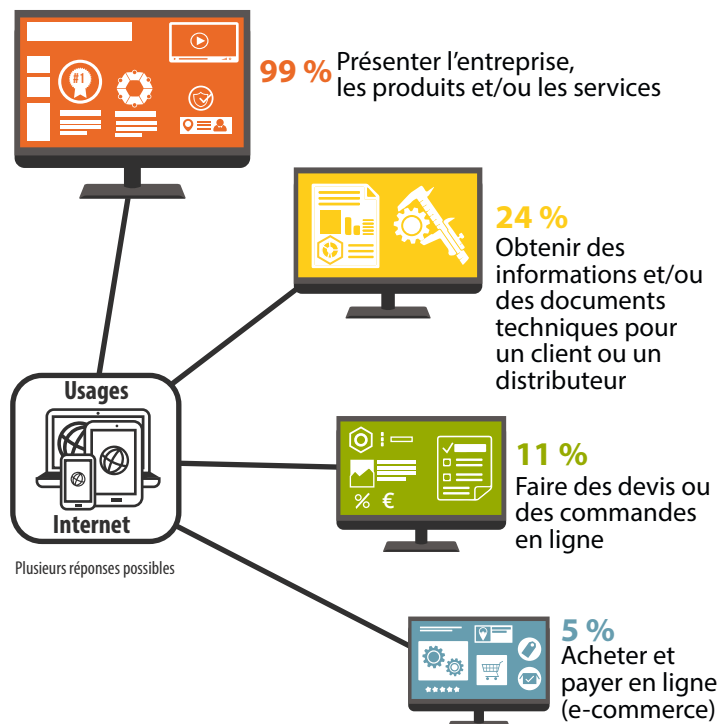 #1
99 % Présenter l'entreprise,
les produits et/ou les services
24 %
Obtenir des
informations et/ou
des documents
techniques pour
un client ou un
distributeur
Usages
Internet
Plusieurs réponses possibles
% €
11 %
Faire des devis ou
des commandes
en ligne
5 %
Acheter et
payer en ligne
(e-commerce)